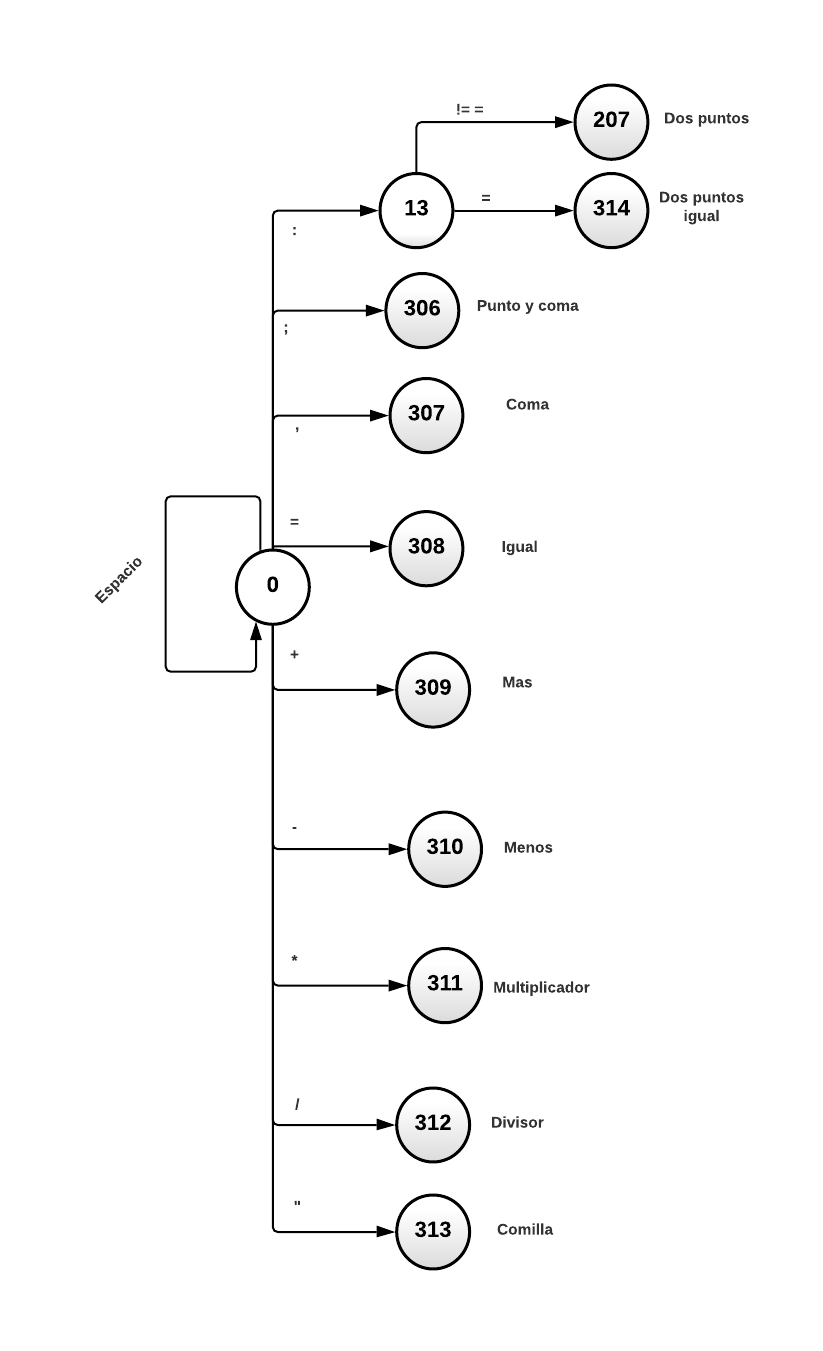 != =
207
Dos puntos
13
=
314
Dos puntos
igual
:
306
Punto y coma
;
307
Coma
,
=
308
Igual
Espacio
0
+
309
Mas
-
310
Menos
*
311
Multiplicador
/
312
Divisor
"
313
Comilla